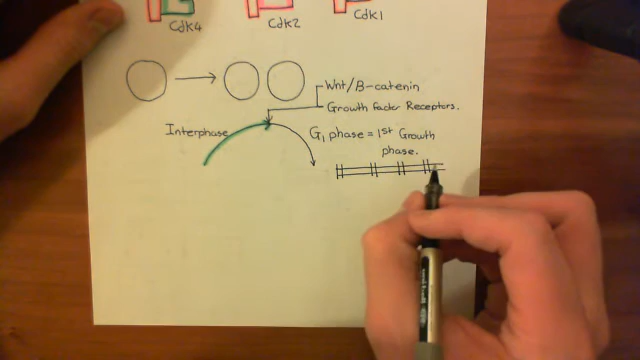 Cdk4
Cdk2
Cdk1
Wnt/B-catenin
Growth Factor Receptors.
Interphase
G1 phase = 1st Growth
phase.